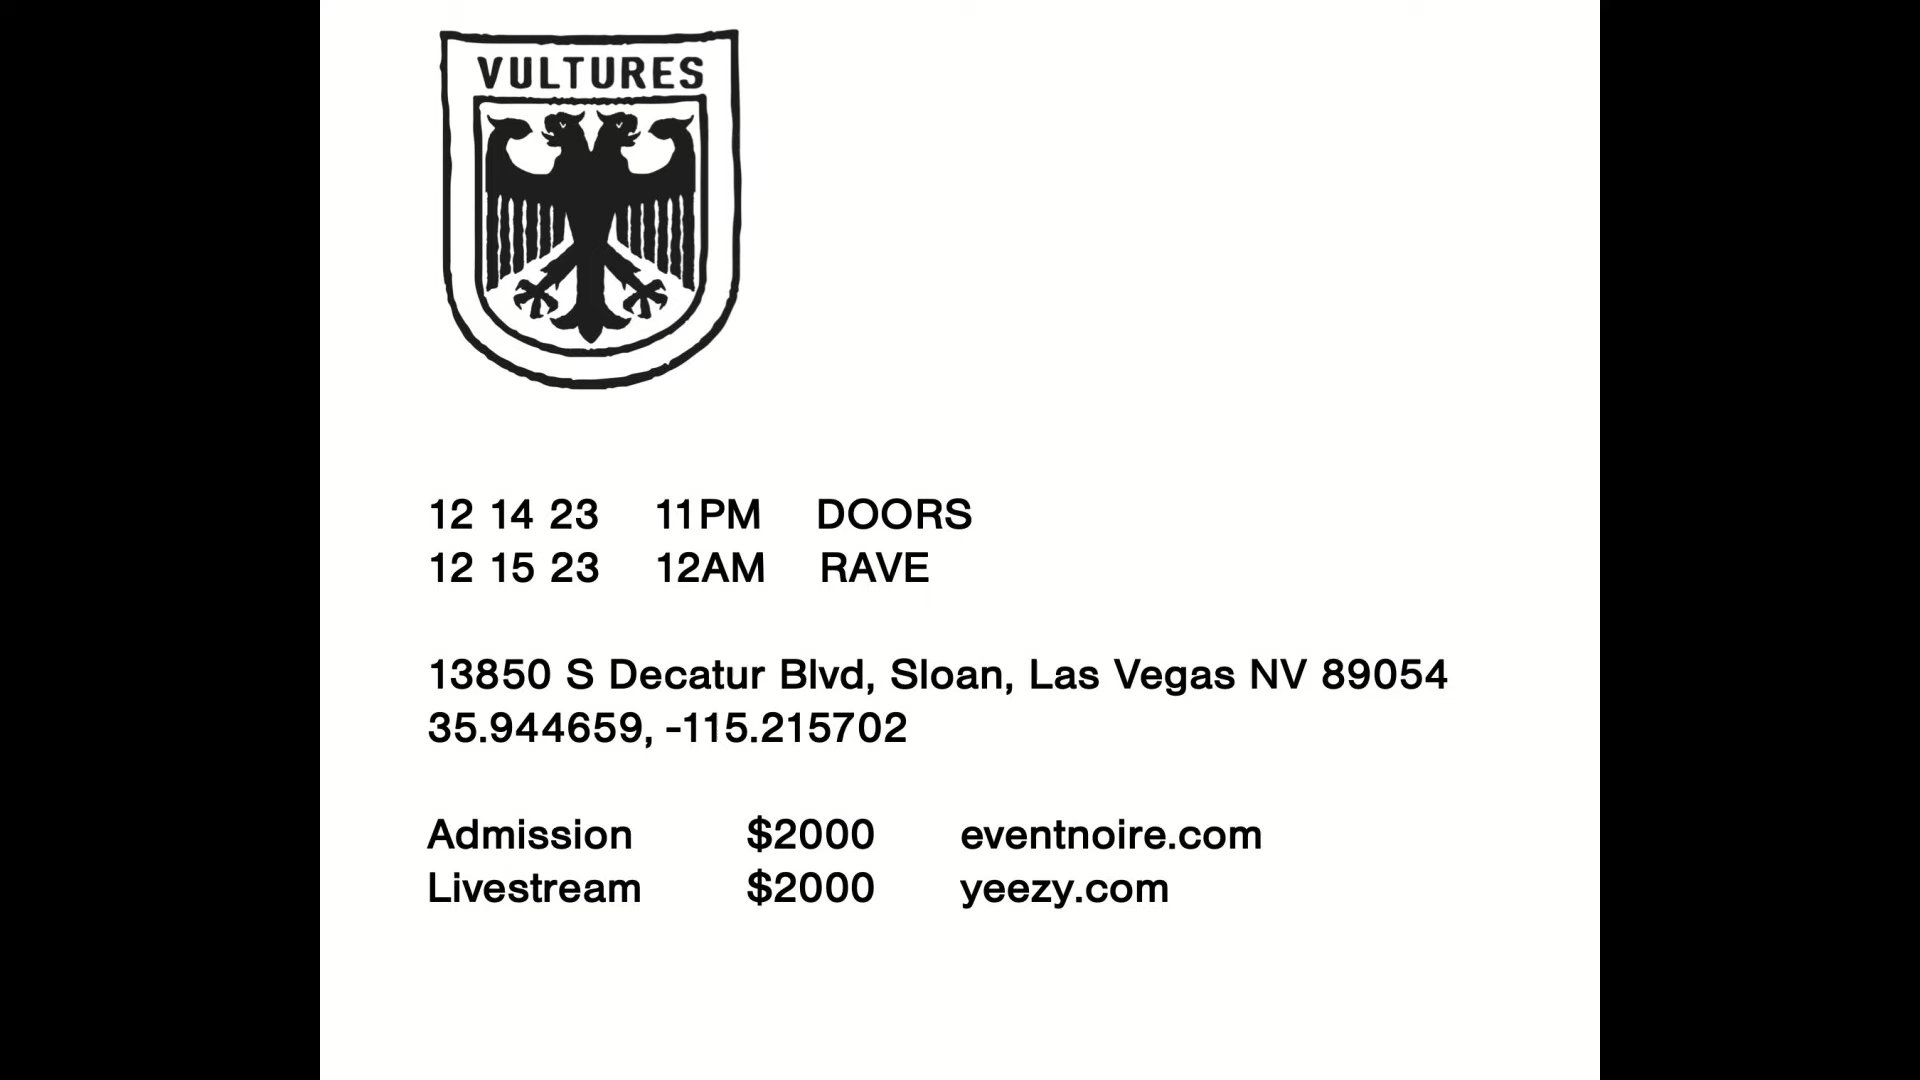 VULTURES
12 14 23 11PM DOORS
12 15 23 12AM RAVE
13850 S Decatur Blvd, Sloan, Las Vegas NV 89054
35.944659, -115.215702
Admission $2000 eventnoire.com
Livestream $2000 yeezy.com